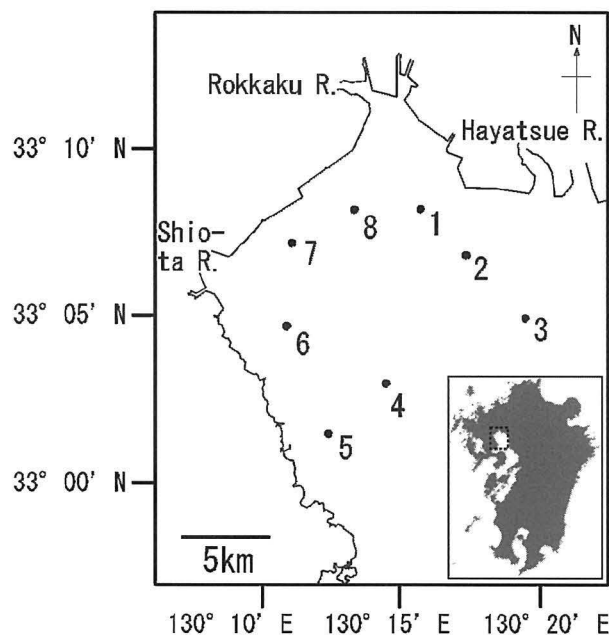 N
Rokkaku R.
Hayatsue R.
33° 10' N
8
1
Shio-
ta R.
7
2
33° 05' N
6
3
4
5
33° 00' N
5km
130° 10' E
130° 15' E
130° 20' E